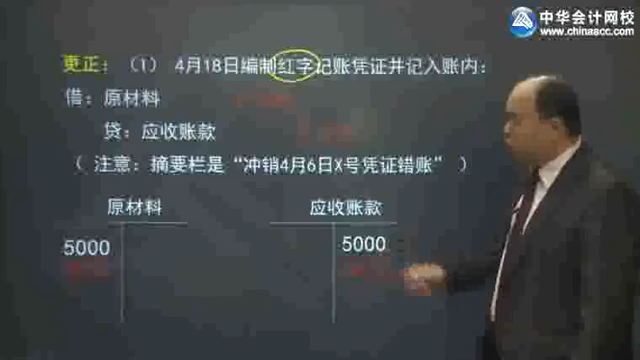 中华会计网校
www.chinaacc.com
更正：（1） 4月18日编制红字记账凭证并记入账内：
借：原材料
贷：应收账款
（ 注意：摘要栏是“冲销4月6日X号凭证错账” ）
原材料 应收账款
5000 5000